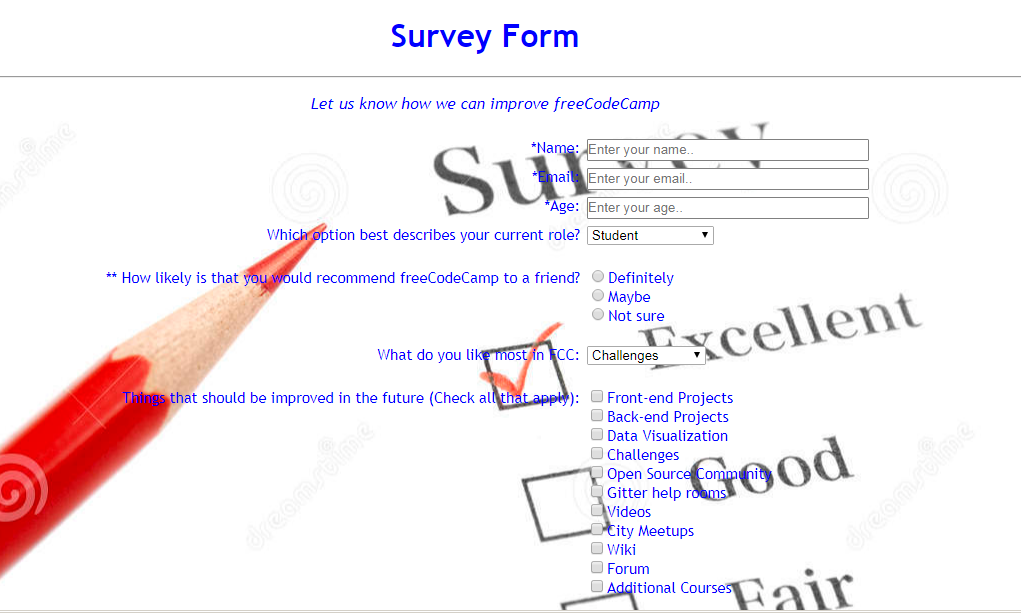 Survey Form
Let us know how we can improve freeCodeCamp
Survey
*Name: Enter your name..
*Email: Enter your email..
*Age: Enter your age..
Which option best describes your current role? Student
** How likely is that you would recommend freeCodeCamp to a friend? Definitely
Maybe
Not sure
Excellent
What do you like most in FCC: Challenges
Things that should be improved in the future (Check all that apply): Front-end Projects
Back-end Projects
Data Visualization
Challenges
Good
Open Source Community
Gitter help rooms
Videos
City Meetups
Wiki
Forum
Additional Courses
Fair
dreamstime
dreamstime